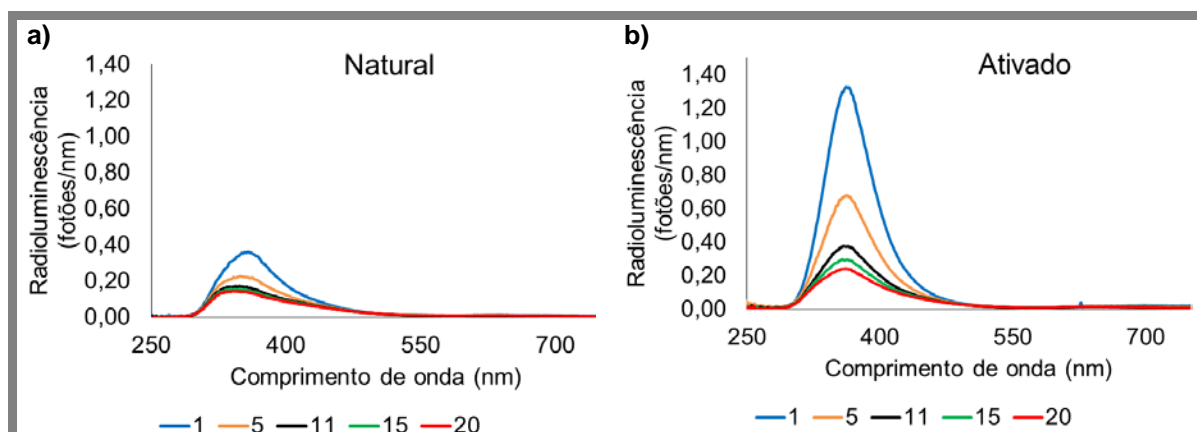 a)
Natural
Radioluminescência
(fotões/nm)
1,40
1,20
1,00
0,80
0,60
0,40
0,20
0,00
250
400
550
700
Comprimento de onda (nm)
1 5 11 15 20
b)
Ativado
Radioluminescência
(fotões/nm)
1,40
1,20
1,00
0,80
0,60
0,40
0,20
0,00
250
400
550
700
Comprimento de onda (nm)
1 5 11 15 20